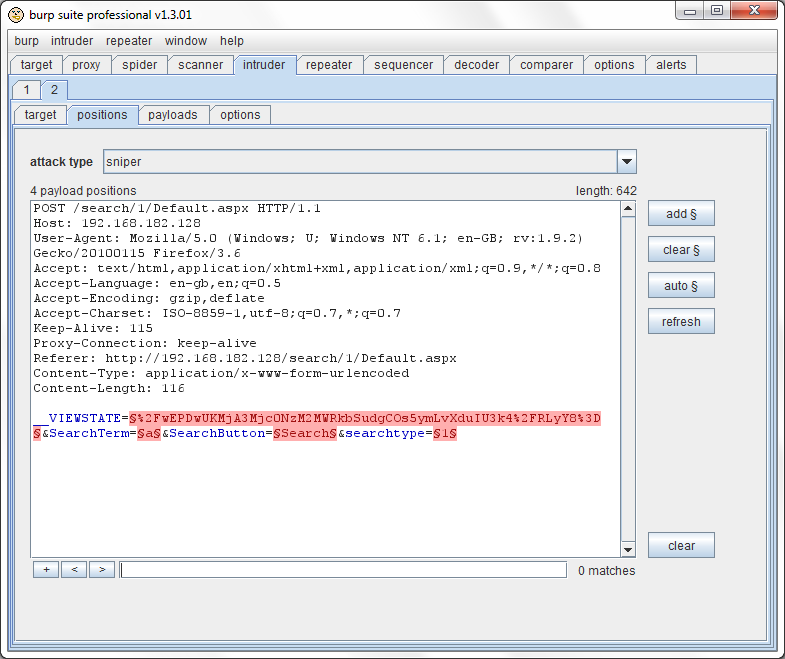 burp suite professional v1.3.01
burp intruder repeater window help
target proxy spider scanner intruder repeater sequencer decoder comparer options alerts
1 2
target positions payloads options
attack type sniper
4 payload positions length: 642
POST /search/1/Default.aspx HTTP/1.1
Host: 192.168.182.128
User-Agent: Mozilla/5.0 (Windows; U; Windows NT 6.1; en-GB; rv:1.9.2)
Gecko/20100115 Firefox/3.6
Accept: text/html,application/xhtml+xml,application/xml;q=0.9,*/*;q=0.8
Accept-Language: en-gb,en;q=0.5
Accept-Encoding: gzip,deflate
Accept-Charset: ISO-8859-1,utf-8;q=0.7,*;q=0.7
Keep-Alive: 115
Proxy-Connection: keep-alive
Referer: http://192.168.182.128/search/1/Default.aspx
Content-Type: application/x-www-form-urlencoded
Content-Length: 116
__VIEWSTATE=§%2FwEPDwUKMjA3Mjc0NzM2MWRkbSudgCOs5ymLvXduIU3k4%2FRLyY8%3D
§&SearchTerm=§a§&SearchButton=§Search§&searchtype=§1§
add §
clear §
auto §
refresh
clear
+ < > 0 matches